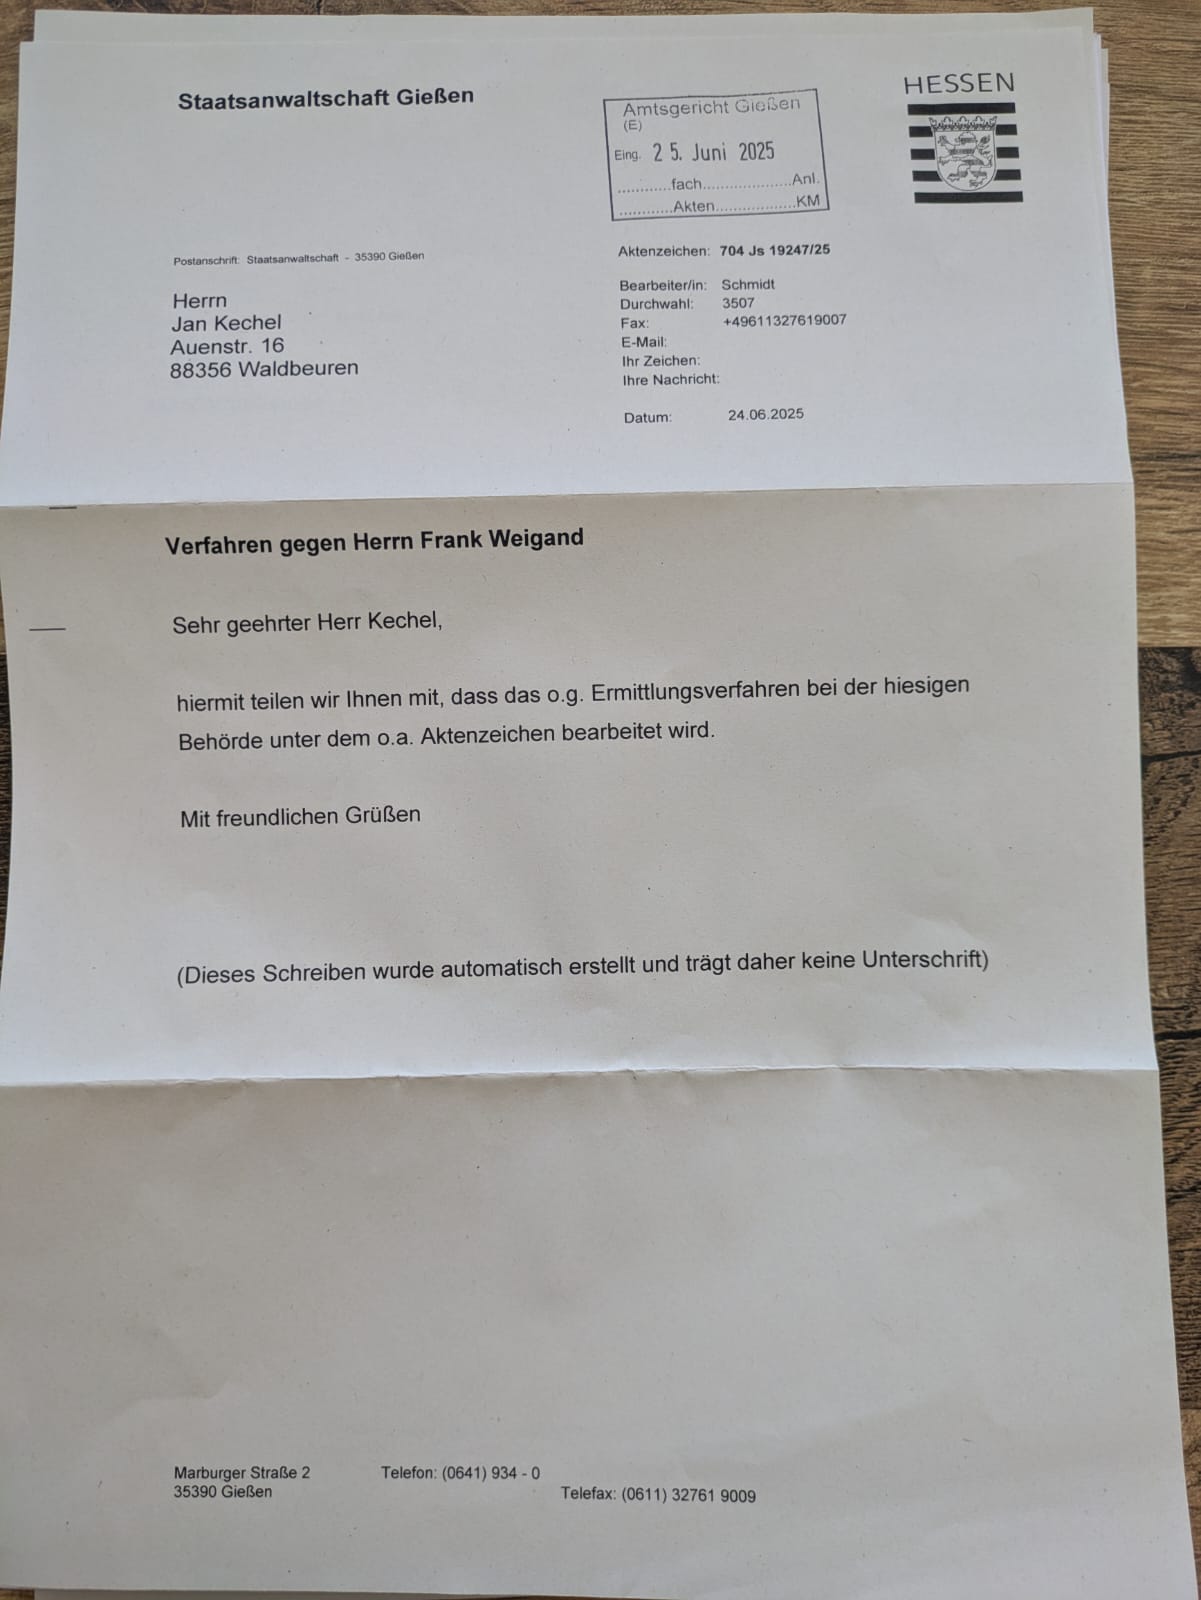 Staatsanwaltschaft Gießen
HESSEN
Amtsgericht Gießen
(E)
Eing. 25. Juni 2025
............fach....................Anl.
............Akten..................KM
Postanschrift: Staatsanwaltschaft - 35390 Gießen
Herrn
Jan Kechel
Auenstr. 16
88356 Waldbeuren
Aktenzeichen: 704 Js 19247/25
Bearbeiter/in: Schmidt
Durchwahl: 3507
Fax: +49611327619007
E-Mail:
Ihr Zeichen:
Ihre Nachricht:
Datum: 24.06.2025
Verfahren gegen Herrn Frank Weigand
Sehr geehrter Herr Kechel,
hiermit teilen wir Ihnen mit, dass das o.g. Ermittlungsverfahren bei der hiesigen
Behörde unter dem o.a. Aktenzeichen bearbeitet wird.
Mit freundlichen Grüßen
(Dieses Schreiben wurde automatisch erstellt und trägt daher keine Unterschrift)
Marburger Straße 2 Telefon: (0641) 934 - 0
35390 Gießen
Telefax: (0611) 32761 9009